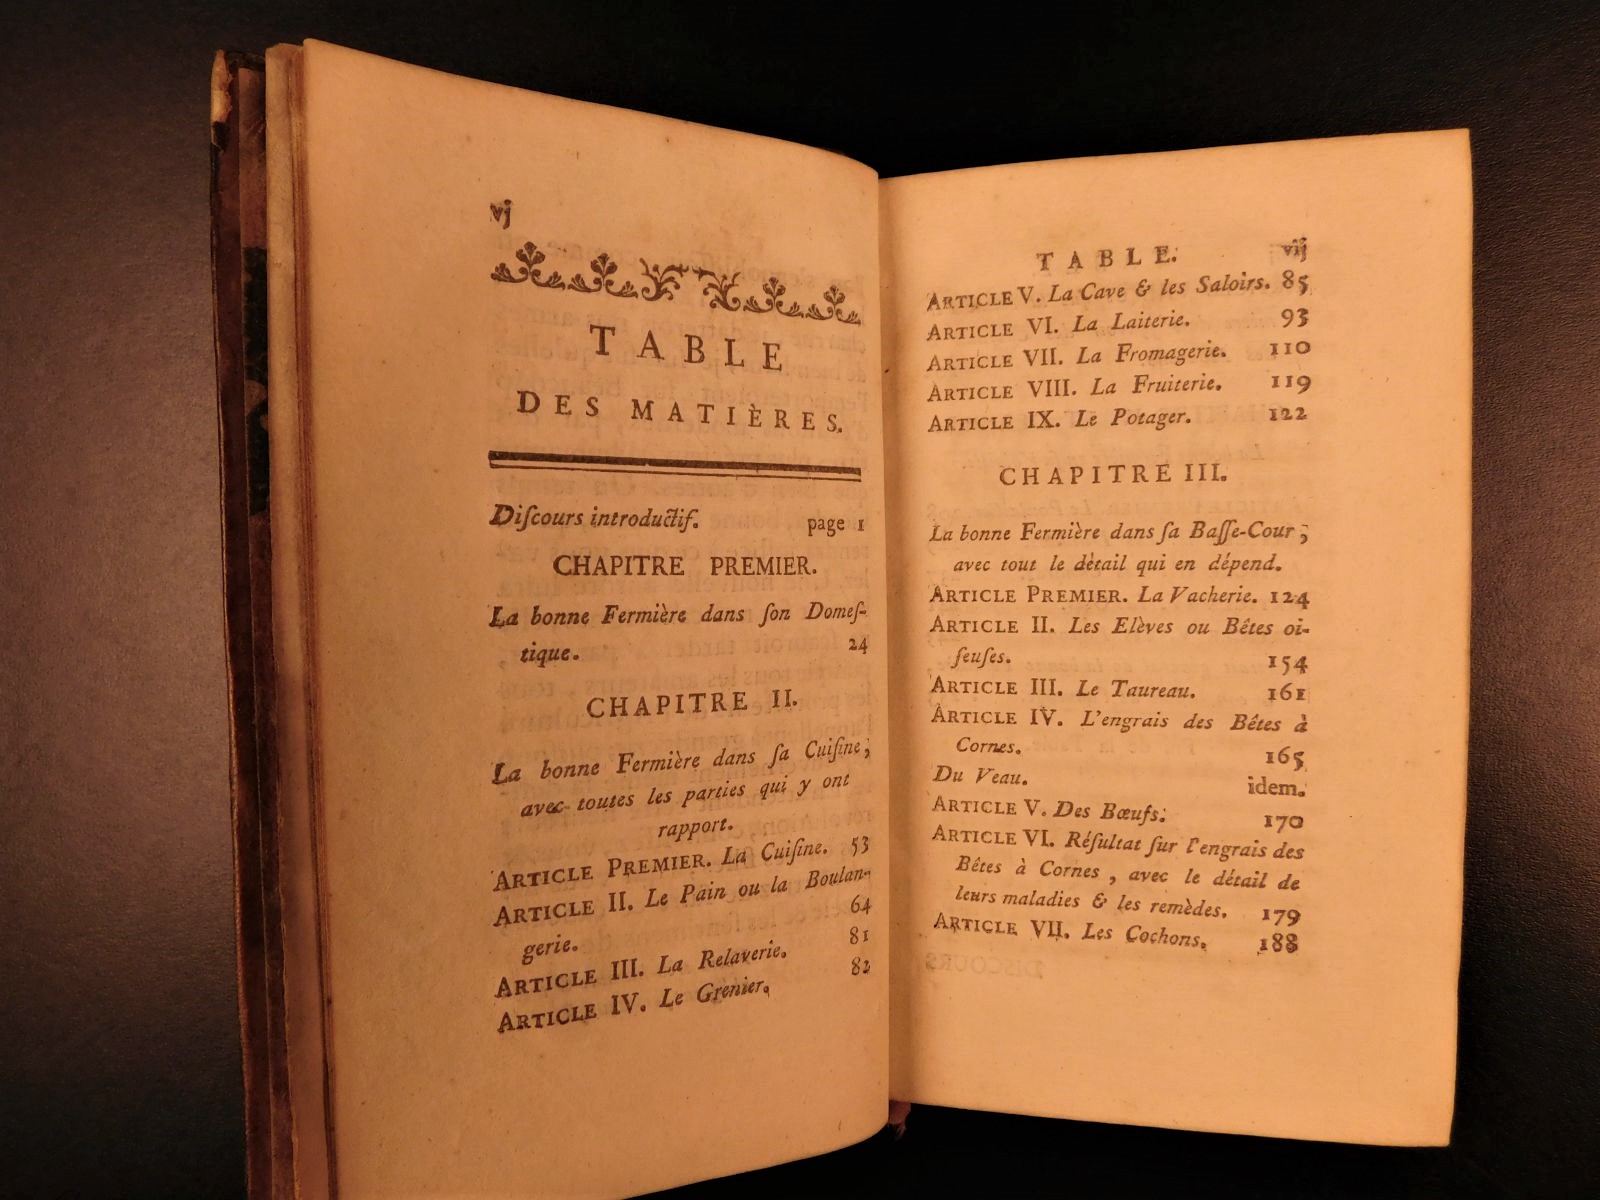 vj
TABLE
DES MATIÈRES.
Diſcours introductif. page 1
CHAPITRE PREMIER.
La bonne Fermière dans ſon Domeſ-
tique. 24
CHAPITRE II.
La bonne Fermière dans ſa Cuiſine;
avec toutes les parties qui y ont
rapport.
ARTICLE PREMIER. La Cuiſine. 53
ARTICLE II. Le Pain ou la Boulan-
gerie. 64
ARTICLE III. La Relaverie. 81
ARTICLE IV. Le Grenier. 82
TABLE. vij
ARTICLE V. La Cave & les Saloirs. 85
ARTICLE VI. La Laiterie. 93
ARTICLE VII. La Fromagerie. 110
ARTICLE VIII. La Fruiterie. 119
ARTICLE IX. Le Potager. 122
CHAPITRE III.
La bonne Fermière dans ſa Baſſe-Cour;
avec tout le détail qui en dépend.
ARTICLE PREMIER. La Vacherie. 124
ARTICLE II. Les Elèves ou Bêtes oi-
ſeuſes. 154
ARTICLE III. Le Taureau. 161
ARTICLE IV. L'engrais des Bêtes à
Cornes. 165
Du Veau. idem.
ARTICLE V. Des Bœufs. 170
ARTICLE VI. Réſultat ſur l'engrais des
Bêtes à Cornes, avec le détail de
leurs maladies & les remèdes. 179
ARTICLE VII. Les Cochons. 188